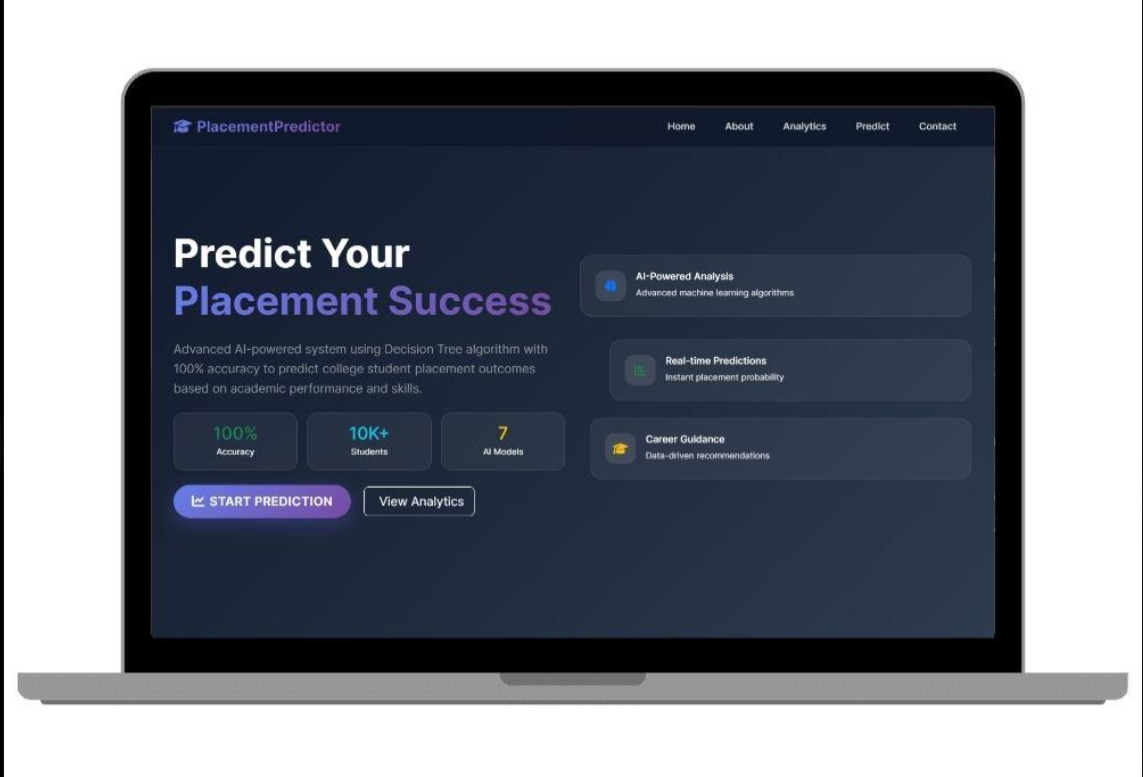 PlacementPredictor
Home
About
Analytics
Predict
Contact
Predict Your
Placement Success
Advanced AI-powered system using Decision Tree algorithm with
100% accuracy to predict college student placement outcomes
based on academic performance and skills.
100%
Accuracy
10K+
Students
7
AI Models
START PREDICTION
View Analytics
AI-Powered Analysis
Advanced machine learning algorithms
Real-time Predictions
Instant placement probability
Career Guidance
Data-driven recommendations